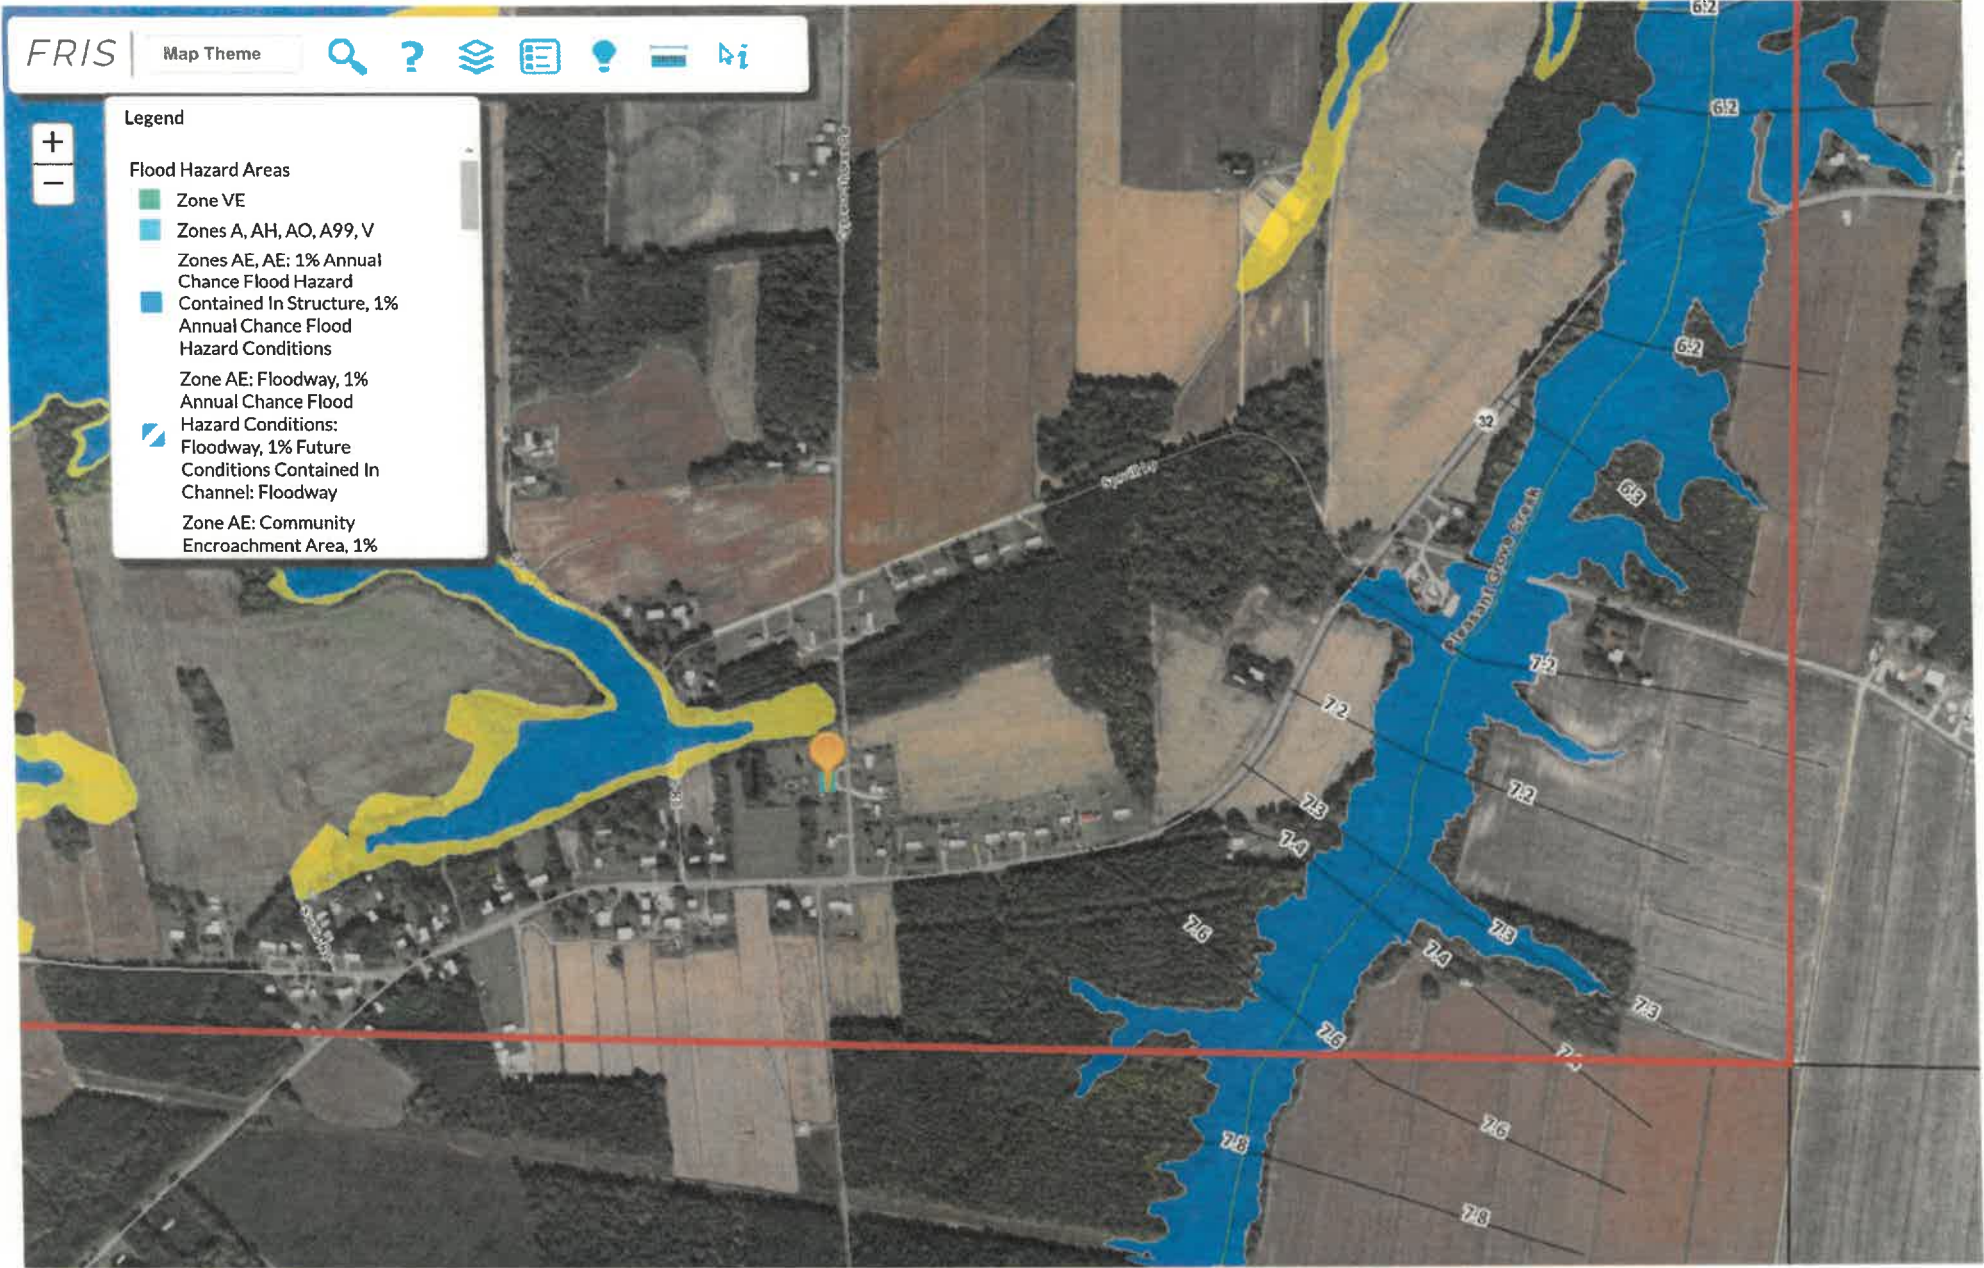 FRIS
Map Theme
?
i
+
−
Legend
Flood Hazard Areas
Zone VE
Zones A, AH, AO, A99, V
Zones AE, AE: 1% Annual
Chance Flood Hazard
Contained In Structure, 1%
Annual Chance Flood
Hazard Conditions
Zone AE: Floodway, 1%
Annual Chance Flood
Hazard Conditions:
Floodway, 1% Future
Conditions Contained In
Channel: Floodway
Zone AE: Community
Encroachment Area, 1%
6.2
6.2
6.2
32
6.3
Pleasant Grove Creek
7.2
7.2
7.2
7.3
7.4
7.6
7.3
7.4
7.3
7.6
7.6
7.8
7.8